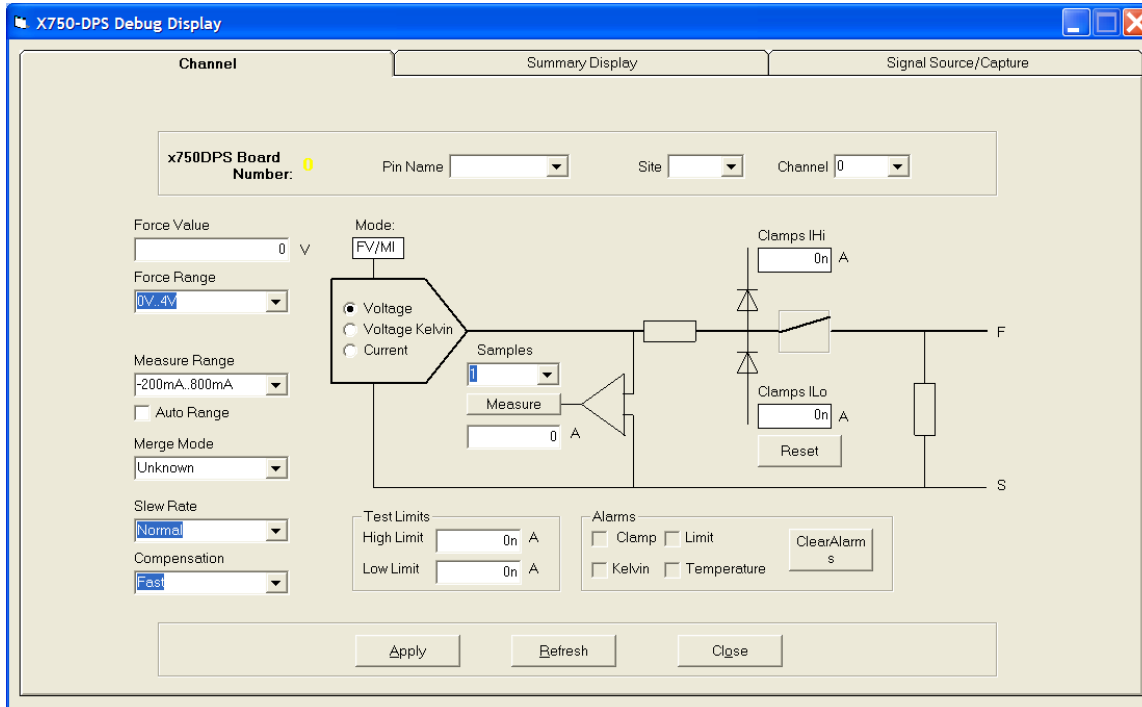 X750-DPS Debug Display
Channel
Summary Display
Signal Source/Capture
x750DPS Board
Number:
0
Pin Name
Site
Channel 0
Force Value
0 V
Force Range
0V..4V
Measure Range
-200mA..800mA
Auto Range
Merge Mode
Unknown
Slew Rate
Normal
Compensation
Fast
Mode:
FV/MI
Voltage
Voltage Kelvin
Current
Samples
1
Measure
0 A
Clamps IHi
0n A
F
Clamps ILo
0n A
Reset
S
Test Limits
High Limit 0n A
Low Limit 0n A
Alarms
Clamp Limit
Kelvin Temperature
ClearAlarm
s
Apply
Refresh
Close